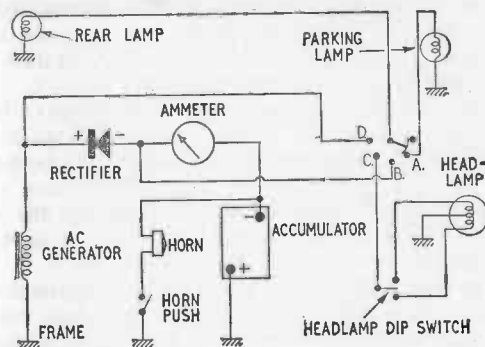 REAR LAMP
PARKING
LAMP
AMMETER
D.
+ -
C.
A.
B.
HEAD-
LAMP
RECTIFIER
-
AC
GENERATOR
HORN
ACCUMULATOR
+
HORN
PUSH
FRAME
HEADLAMP DIP SWITCH